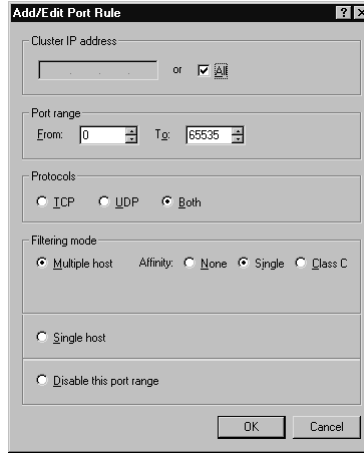 Add/Edit Port Rule
Cluster IP address
or All
Port range
From: 0 To: 65535
Protocols
TCP UDP Both
Filtering mode
Multiple host Affinity: None Single Class C
Single host
Disable this port range
OK Cancel